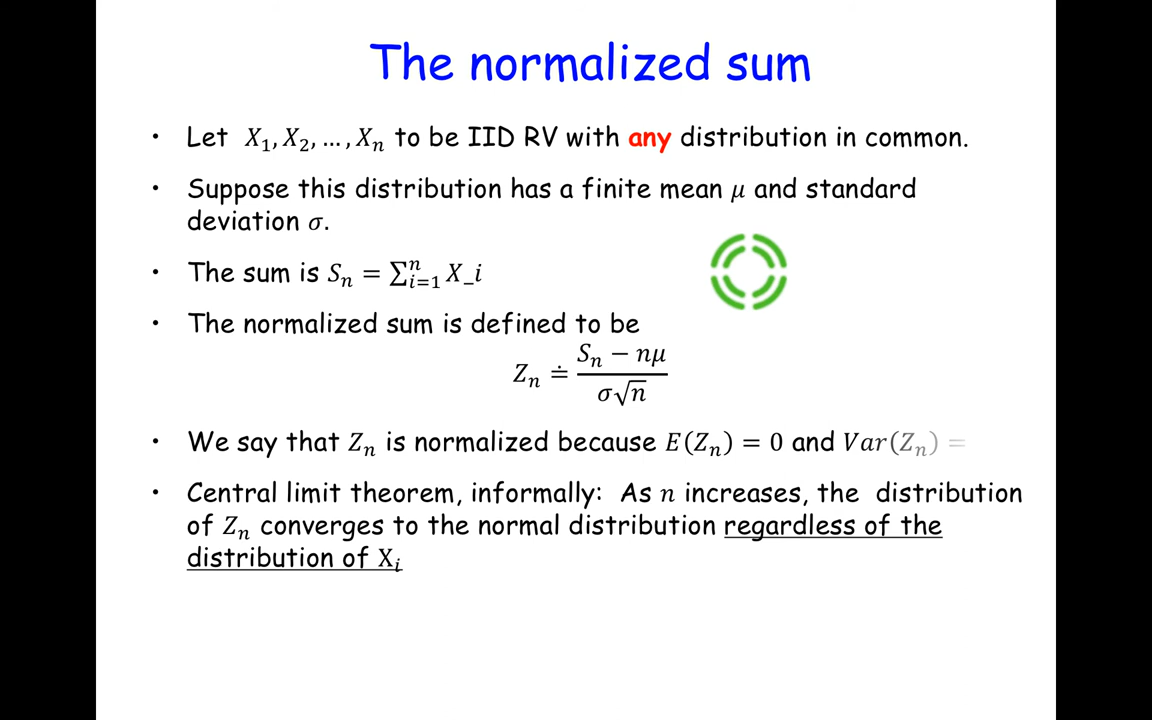 The normalized sum
• Let X₁, X₂, ..., Xₙ to be IID RV with any distribution in common.
• Suppose this distribution has a finite mean μ and standard
deviation σ.
• The sum is Sₙ = ∑ⁿᵢ₌₁ X_i
• The normalized sum is defined to be
Zₙ ≐ (Sₙ − nμ) / (σ√n)
• We say that Zₙ is normalized because E(Zₙ) = 0 and Var(Zₙ) =
• Central limit theorem, informally: As n increases, the distribution
of Zₙ converges to the normal distribution regardless of the
distribution of Xᵢ